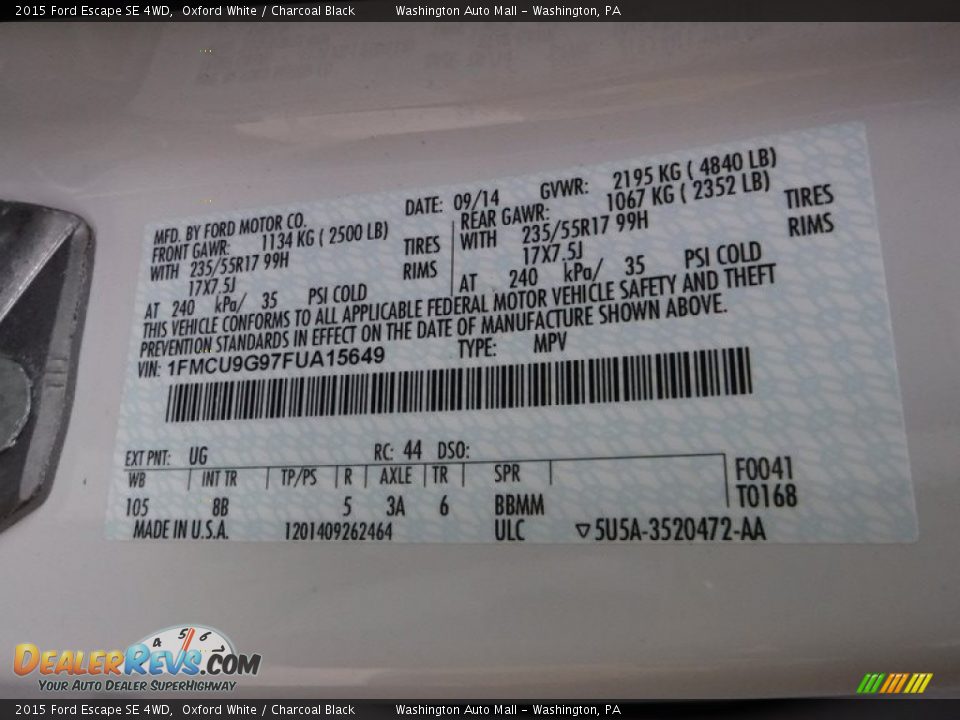 2015 Ford Escape SE 4WD, Oxford White / Charcoal Black Washington Auto Mall - Washington, PA
MFD. BY FORD MOTOR CO. DATE: 09/14 GVWR: 2195 KG ( 4840 LB)
FRONT GAWR: 1134 KG ( 2500 LB) REAR GAWR: 1067 KG ( 2352 LB)
WITH 235/55R17 99H TIRES WITH 235/55R17 99H TIRES
17X7.5J RIMS 17X7.5J RIMS
AT 240 kPa/ 35 PSI COLD AT 240 kPa/ 35 PSI COLD
THIS VEHICLE CONFORMS TO ALL APPLICABLE FEDERAL MOTOR VEHICLE SAFETY AND THEFT
PREVENTION STANDARDS IN EFFECT ON THE DATE OF MANUFACTURE SHOWN ABOVE.
VIN: 1FMCU9G97FUA15649 TYPE: MPV
EXT PNT: UG RC: 44 DSO:
WB INT TR TP/PS R AXLE TR SPR F0041
105 8B 5 3A 6 BBMM T0168
MADE IN U.S.A. 1201409262464 ULC ▽5U5A-3520472-AA
4 5 6
DEALERREVS.COM
YOUR AUTO DEALER SUPERHIGHWAY
2015 Ford Escape SE 4WD, Oxford White / Charcoal Black Washington Auto Mall - Washington, PA